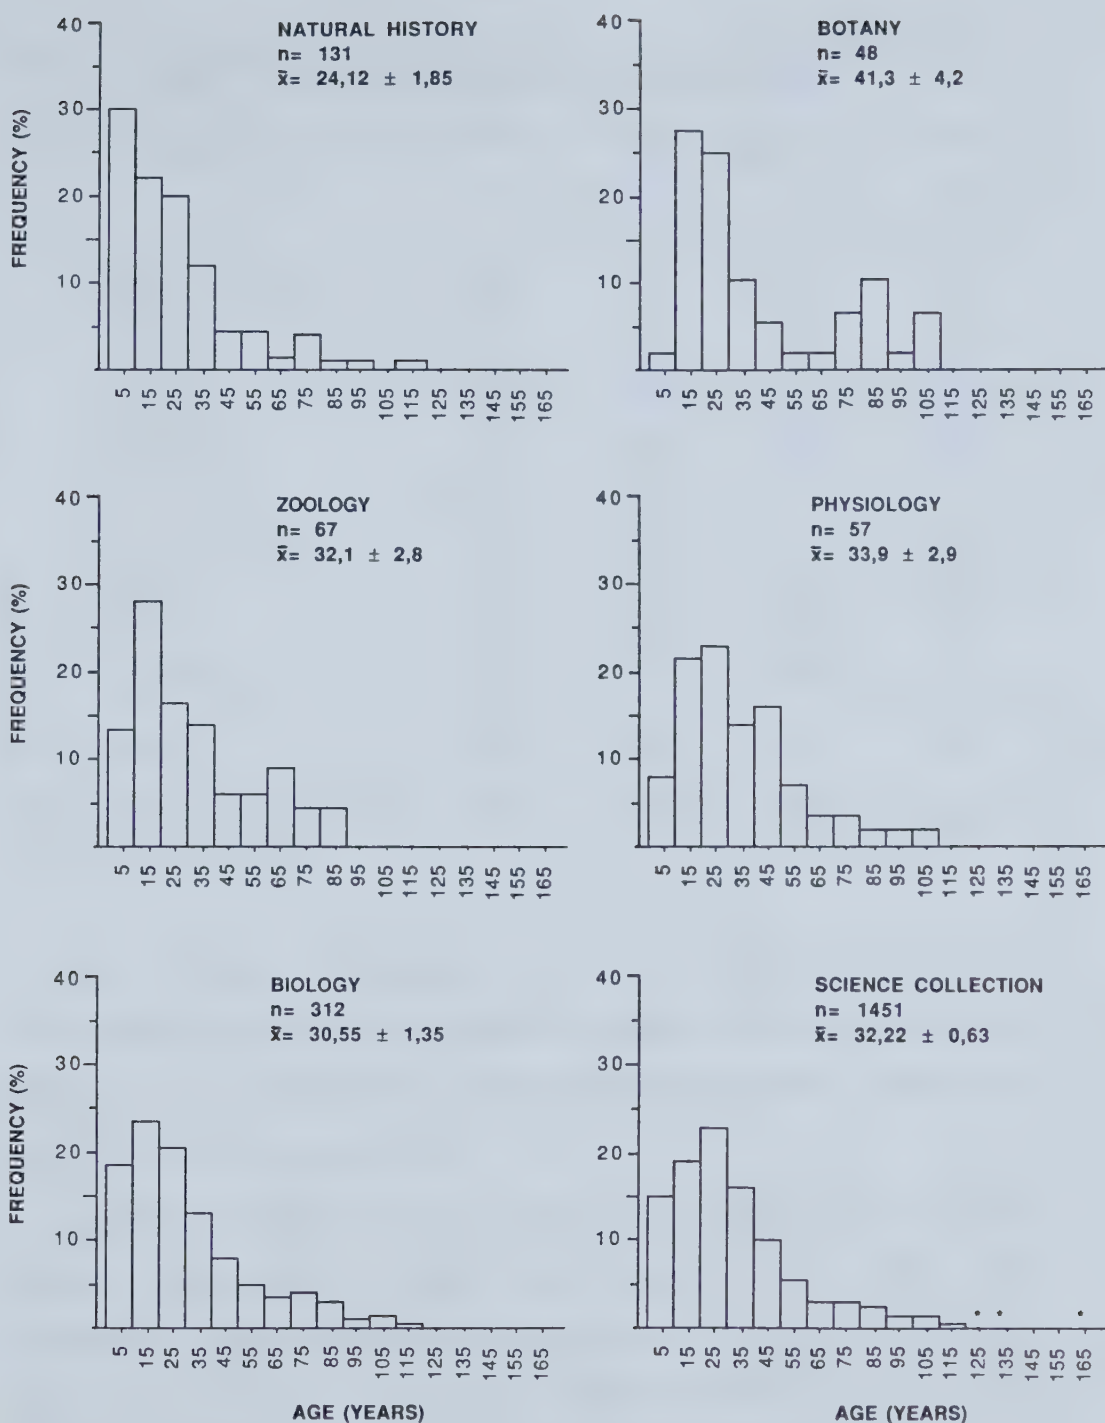 NATURAL HISTORY
n= 131
x̄= 24,12 ± 1,85
FREQUENCY (%)
40
30
20
10
5 15 25 35 45 55 65 75 85 95 105 115 125 135 145 155 165
BOTANY
n= 48
x̄= 41,3 ± 4,2
40
30
20
10
5 15 25 35 45 55 65 75 85 95 105 115 125 135 145 155 165
ZOOLOGY
n= 67
x̄= 32,1 ± 2,8
FREQUENCY (%)
40
30
20
10
5 15 25 35 45 55 65 75 85 95 105 115 125 135 145 155 165
PHYSIOLOGY
n= 57
x̄= 33,9 ± 2,9
40
30
20
10
5 15 25 35 45 55 65 75 85 95 105 115 125 135 145 155 165
BIOLOGY
n= 312
x̄= 30,55 ± 1,35
FREQUENCY (%)
40
30
20
10
5 15 25 35 45 55 65 75 85 95 105 115 125 135 145 155 165
AGE (YEARS)
SCIENCE COLLECTION
n= 1451
x̄= 32,22 ± 0,63
40
30
20
10
* * *
5 15 25 35 45 55 65 75 85 95 105 115 125 135 145 155 165
AGE (YEARS)